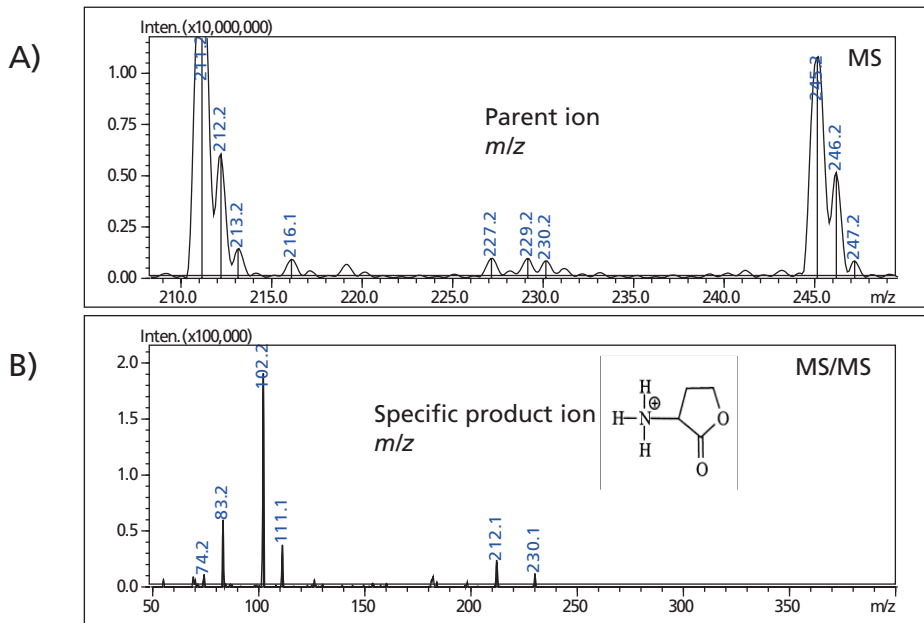 A)
Inten. (x10,000,000)
MS
1.00
0.75
0.50
0.25
0.00
211.2
212.2
213.2
216.1
227.2
229.2
230.2
245.2
246.2
247.2
Parent ion
m/z
210.0 215.0 220.0 225.0 230.0 235.0 240.0 245.0 m/z
B)
Inten. (x100,000)
MS/MS
2.0
1.5
1.0
0.5
0.0
74.2
83.2
102.2
111.1
212.1
230.1
Specific product ion
m/z
H
H N ⊕
H
O
O
50 100 150 200 250 300 350 m/z